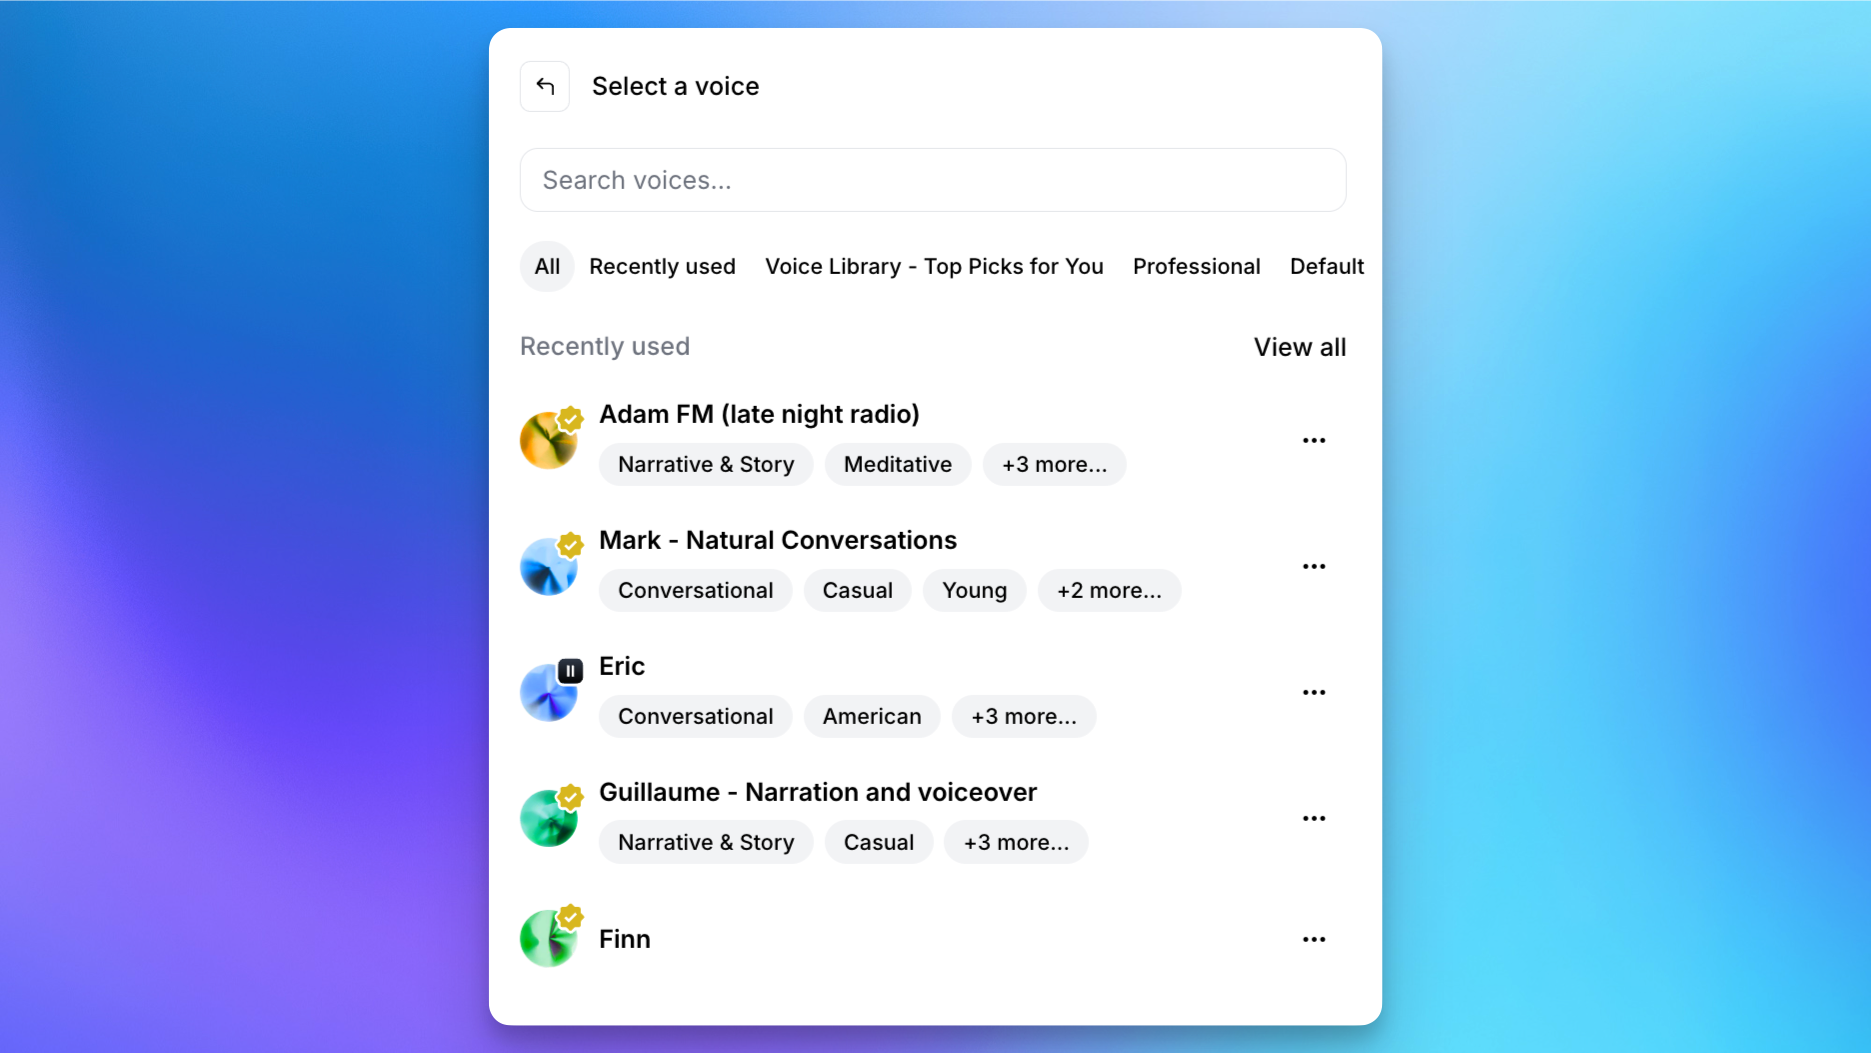 Select a voice
Search voices...
All Recently used Voice Library - Top Picks for You Professional Default
Recently used View all
Adam FM (late night radio)
Narrative & Story Meditative +3 more...
Mark - Natural Conversations
Conversational Casual Young +2 more...
Eric
Conversational American +3 more...
Guillaume - Narration and voiceover
Narrative & Story Casual +3 more...
Finn